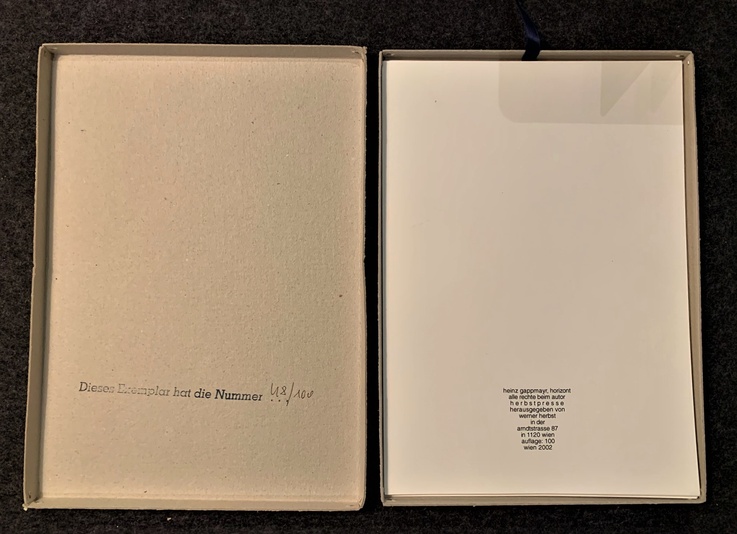 Dieses Exemplar hat die Nummer 48/100
heinz gappmayr, horizont
alle rechte beim autor
herbstpresse
herausgegeben von
werner herbst
in der
arndtstrasse 87
in 1120 wien
auflage: 100
wien 2002